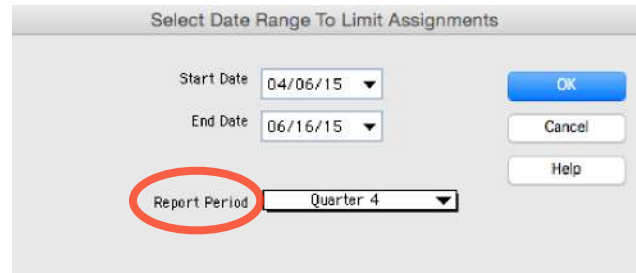 Select Date Range To Limit Assignments
Start Date 04/06/15
OK
End Date 06/16/15
Cancel
Help
Report Period Quarter 4